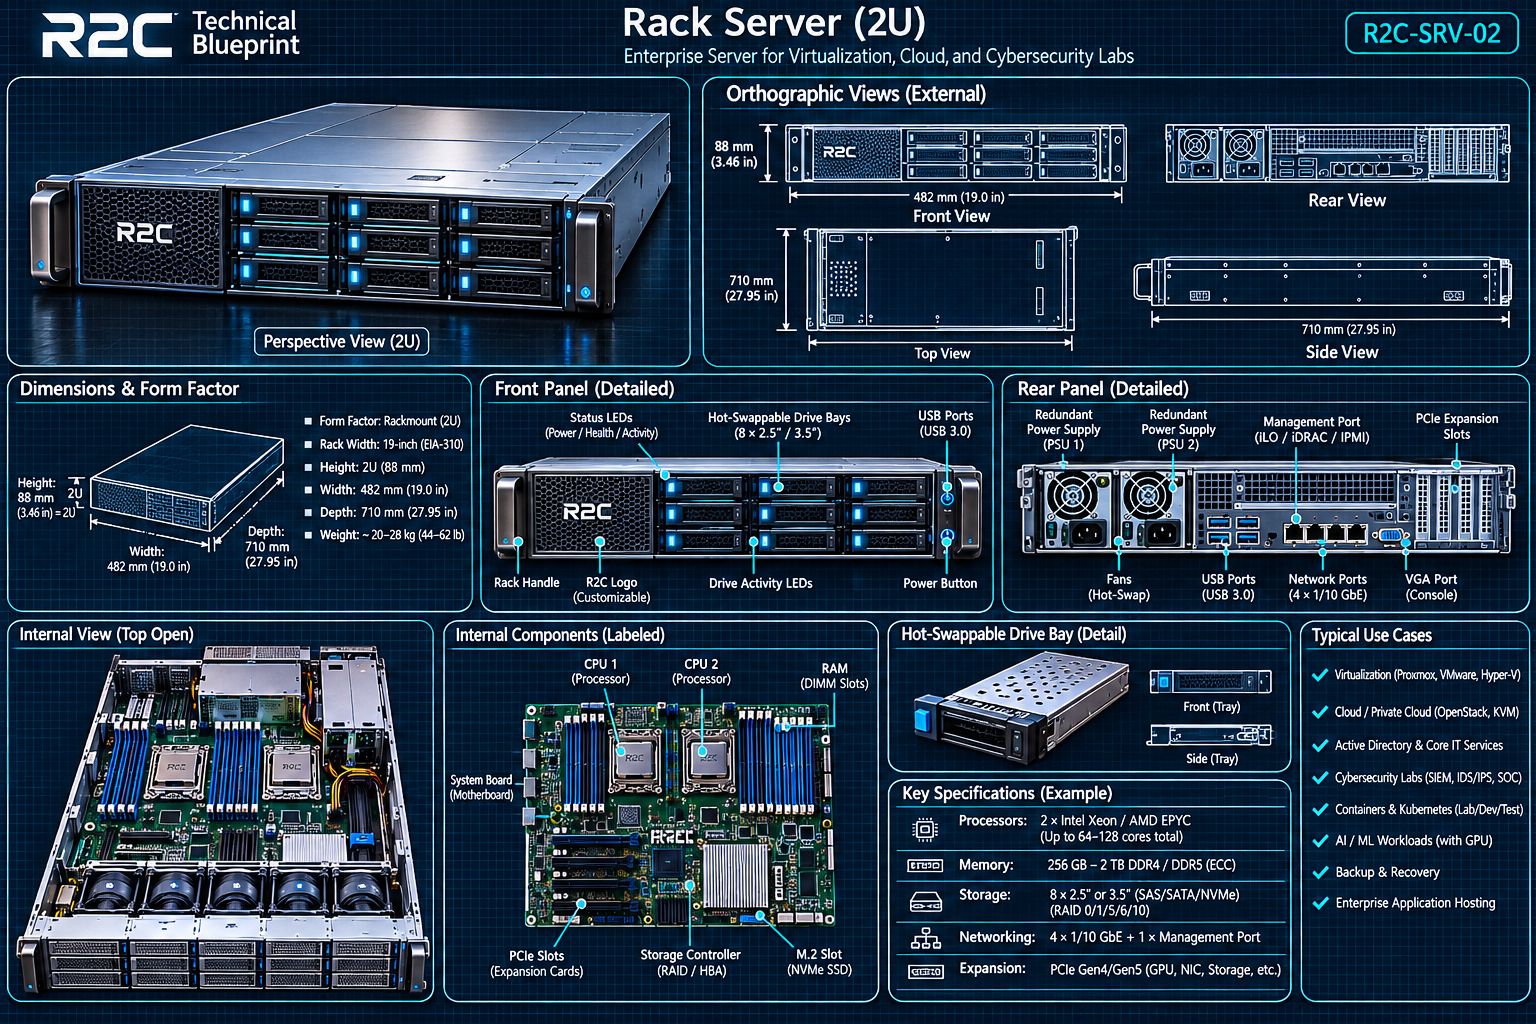 R2C Technical
Blueprint
Rack Server (2U)
Enterprise Server for Virtualization, Cloud, and Cybersecurity Labs
R2C-SRV-02
R2C
Perspective View (2U)
Orthographic Views (External)
88 mm
(3.46 in)
R2C
482 mm (19.0 in)
Front View
Rear View
710 mm
(27.95 in)
Top View
710 mm (27.95 in)
Side View
Dimensions & Form Factor
Height:
88 mm
(3.46 in) = 2U
2U
Width:
482 mm (19.0 in)
Depth:
710 mm
(27.95 in)
Form Factor: Rackmount (2U)
Rack Width: 19-inch (EIA-310)
Height: 2U (88 mm)
Width: 482 mm (19.0 in)
Depth: 710 mm (27.95 in)
Weight: ~ 20–28 kg (44–62 lb)
Front Panel (Detailed)
Status LEDs
(Power / Health / Activity)
Hot-Swappable Drive Bays
(8 × 2.5" / 3.5")
USB Ports
(USB 3.0)
R2C
Rack Handle
R2C Logo
(Customizable)
Drive Activity LEDs
Power Button
Rear Panel (Detailed)
Redundant
Power Supply
(PSU 1)
Redundant
Power Supply
(PSU 2)
Management Port
(iLO / iDRAC / IPMI)
PCIe Expansion
Slots
Fans
(Hot-Swap)
USB Ports
(USB 3.0)
Network Ports
(4 × 1/10 GbE)
VGA Port
(Console)
Internal View (Top Open)
Internal Components (Labeled)
CPU 1
(Processor)
CPU 2
(Processor)
RAM
(DIMM Slots)
System Board
(Motherboard)
R2C
PCIe Slots
(Expansion Cards)
Storage Controller
(RAID / HBA)
M.2 Slot
(NVMe SSD)
Hot-Swappable Drive Bay (Detail)
Front (Tray)
Side (Tray)
Key Specifications (Example)
Processors: 2 × Intel Xeon / AMD EPYC
(Up to 64–128 cores total)
Memory: 256 GB – 2 TB DDR4 / DDR5 (ECC)
Storage: 8 × 2.5" or 3.5" (SAS/SATA/NVMe)
(RAID 0/1/5/6/10)
Networking: 4 × 1/10 GbE + 1 × Management Port
Expansion: PCIe Gen4/Gen5 (GPU, NIC, Storage, etc.)
Typical Use Cases
Virtualization (Proxmox, VMware, Hyper-V)
Cloud / Private Cloud (OpenStack, KVM)
Active Directory & Core IT Services
Cybersecurity Labs (SIEM, IDS/IPS, SOC)
Containers & Kubernetes (Lab/Dev/Test)
AI / ML Workloads (with GPU)
Backup & Recovery
Enterprise Application Hosting